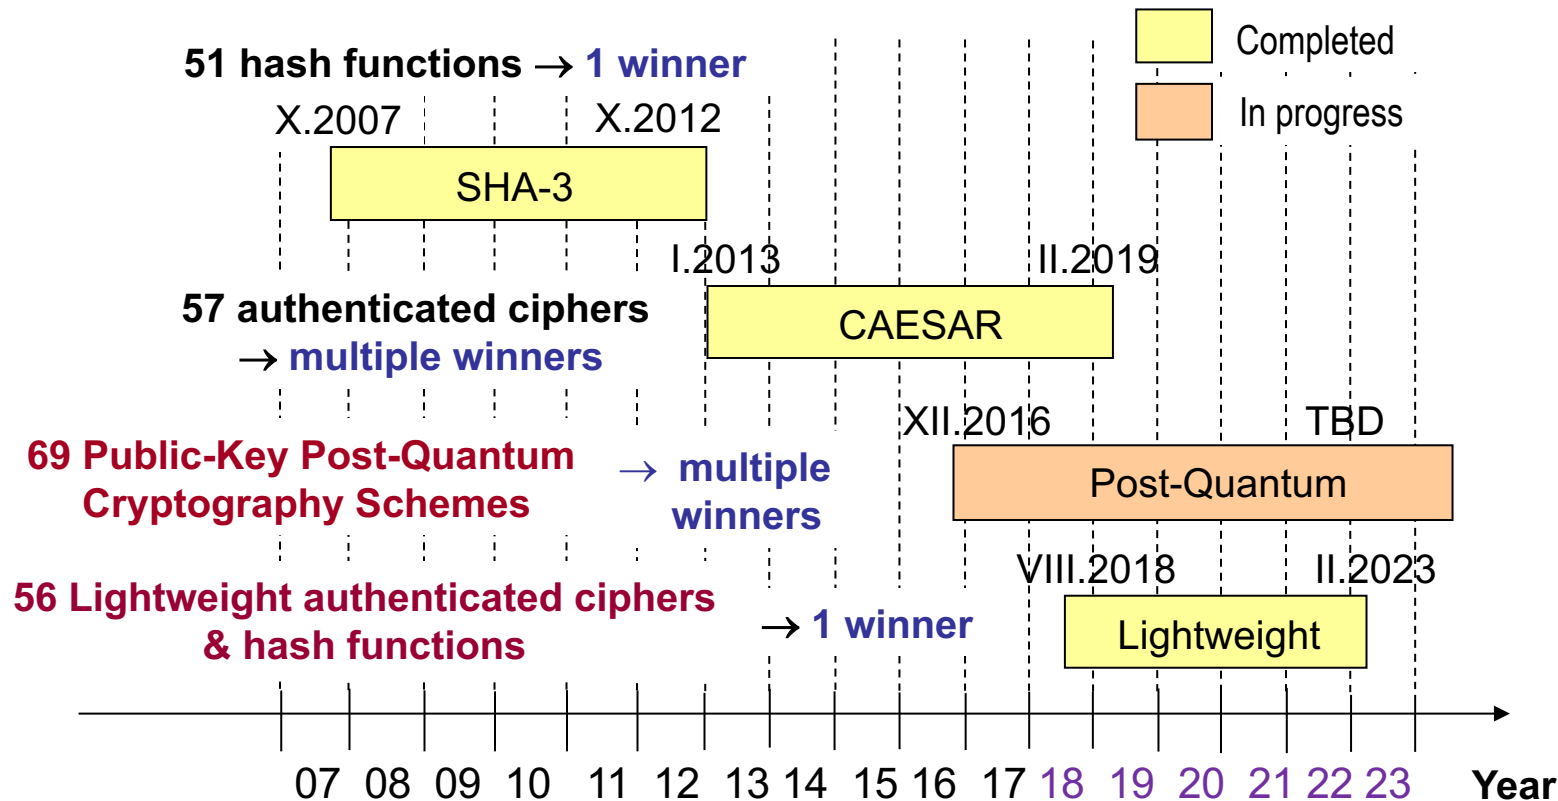 Completed
In progress
51 hash functions → 1 winner
X.2007 X.2012
SHA-3
I.2013 II.2019
57 authenticated ciphers
→ multiple winners
CAESAR
XII.2016 TBD
69 Public-Key Post-Quantum
Cryptography Schemes
→ multiple
winners
Post-Quantum
VIII.2018 II.2023
56 Lightweight authenticated ciphers
& hash functions
→ 1 winner
Lightweight
07 08 09 10 11 12 13 14 15 16 17 18 19 20 21 22 23 Year